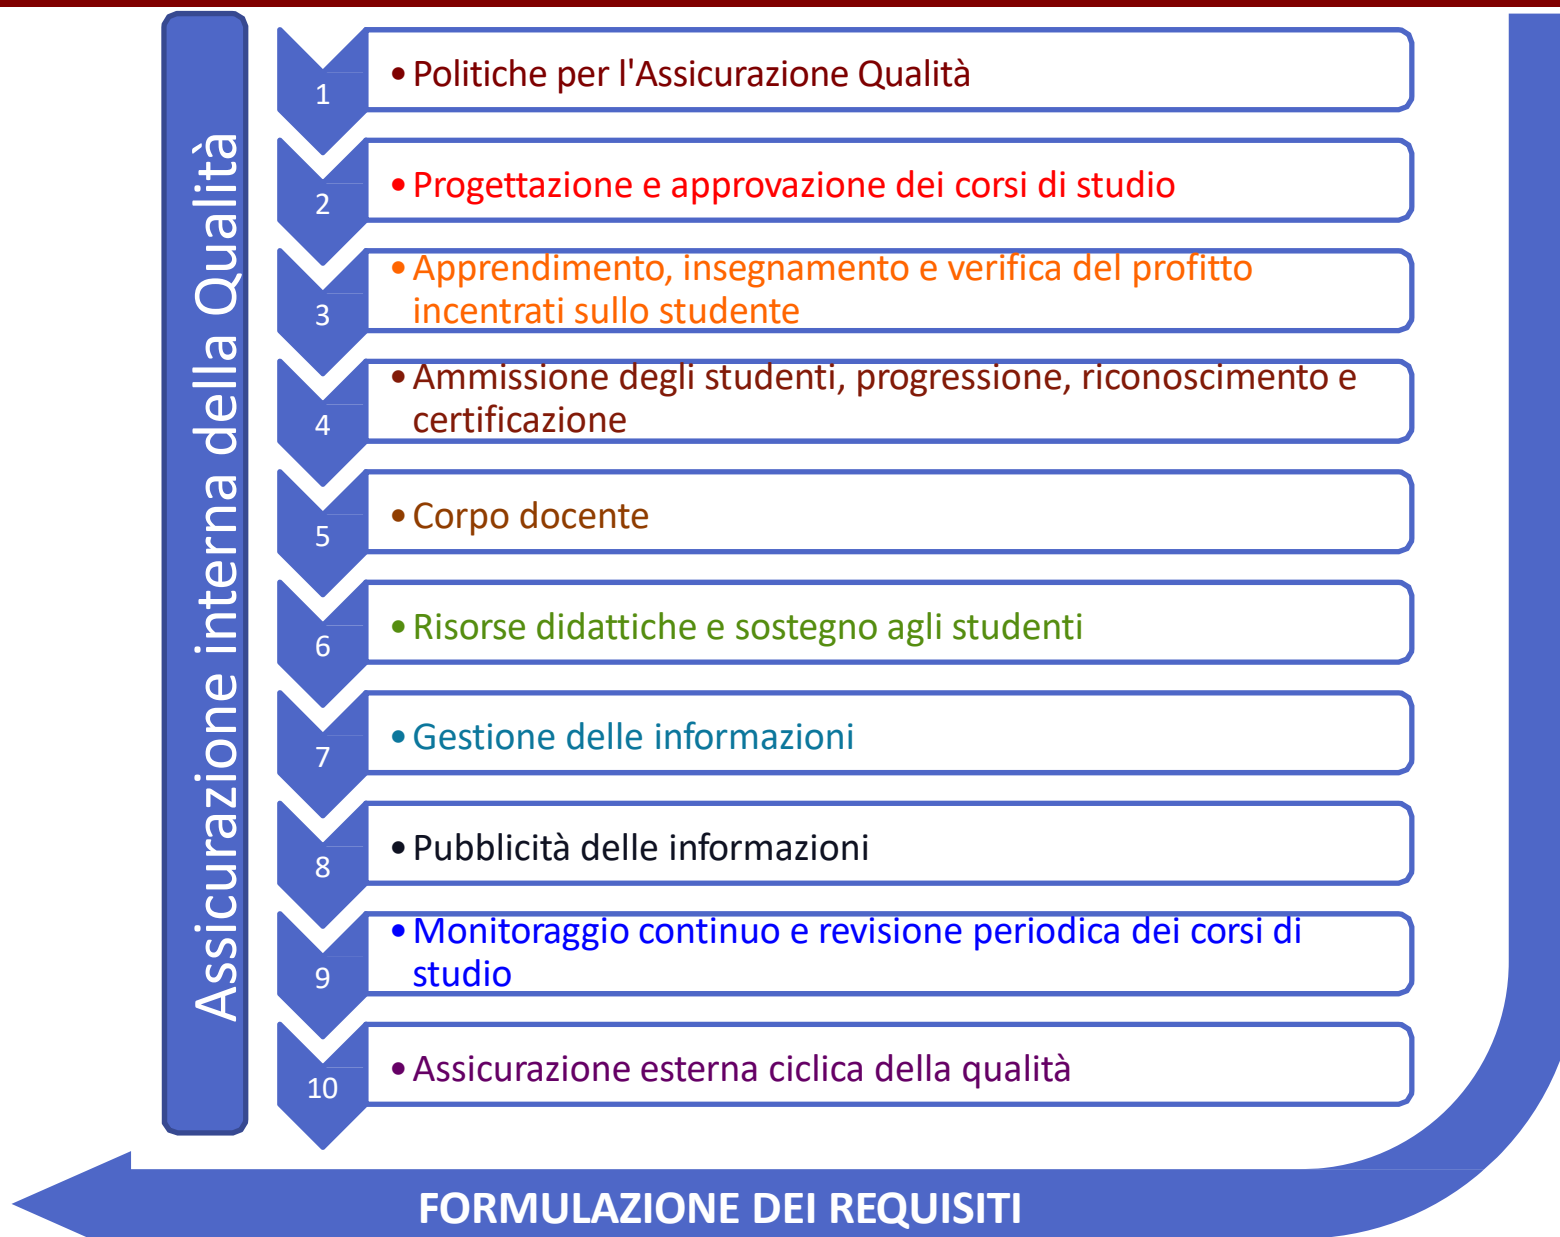 Assicurazione interna della Qualità
1
•Politiche per l'Assicurazione Qualità
2
•Progettazione e approvazione dei corsi di studio
3
•Apprendimento, insegnamento e verifica del profitto
incentrati sullo studente
4
•Ammissione degli studenti, progressione, riconoscimento e
certificazione
5
•Corpo docente
6
•Risorse didattiche e sostegno agli studenti
7
•Gestione delle informazioni
8
•Pubblicità delle informazioni
9
•Monitoraggio continuo e revisione periodica dei corsi di
studio
10
•Assicurazione esterna ciclica della qualità
FORMULAZIONE DEI REQUISITI